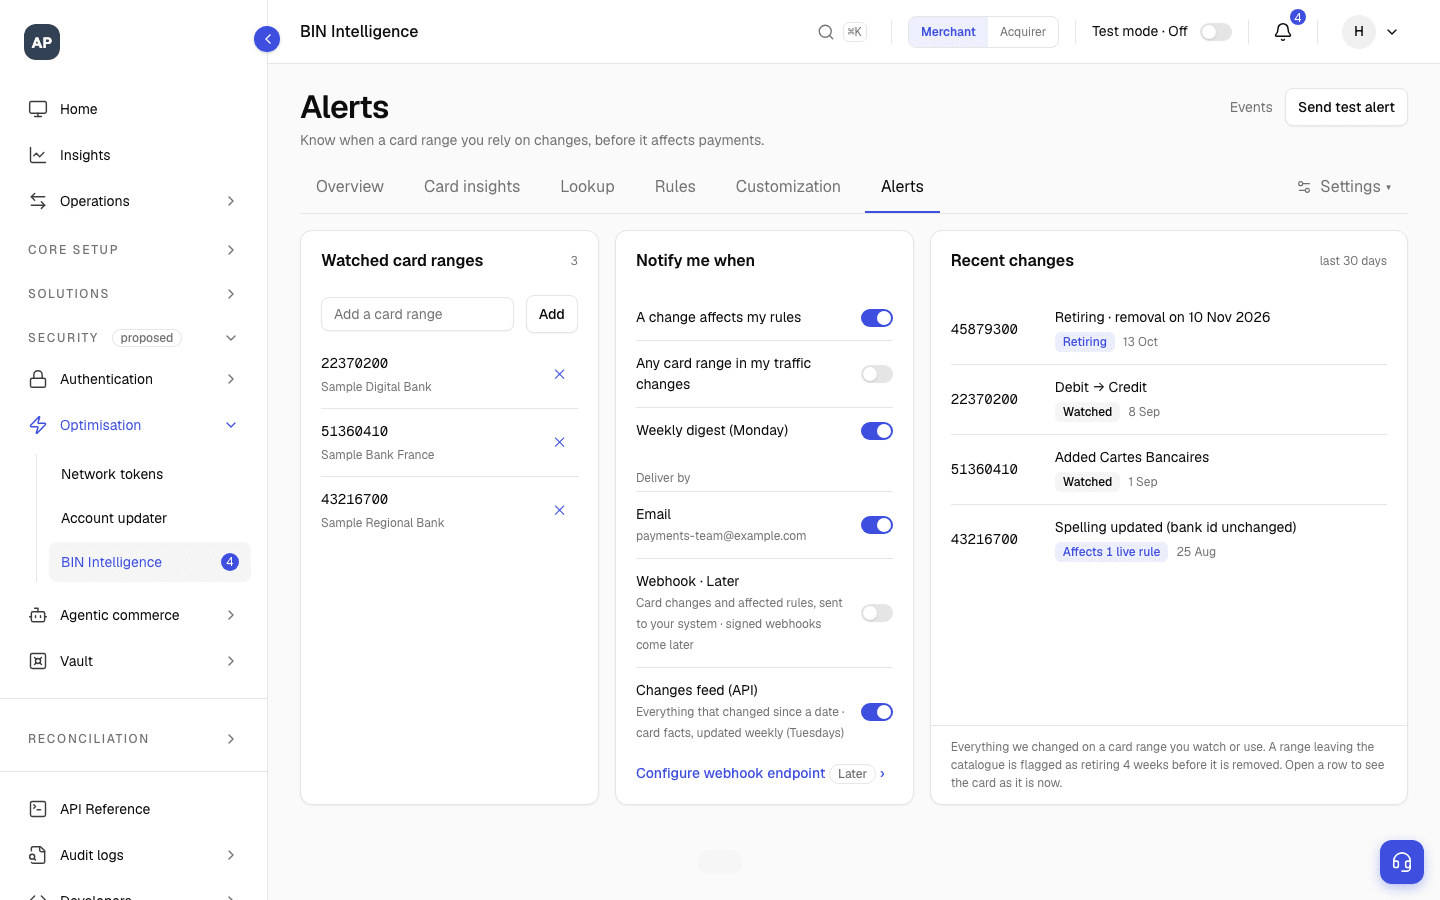 AP
Home
Insights
Operations
CORE SETUP
SOLUTIONS
SECURITY proposed
Authentication
Optimisation
Network tokens
Account updater
BIN Intelligence 4
Agentic commerce
Vault
RECONCILIATION
API Reference
Audit logs
BIN Intelligence
⌘K
Merchant Acquirer
Test mode · Off
4
H
Alerts
Know when a card range you rely on changes, before it affects payments.
Events
Send test alert
Overview Card insights Lookup Rules Customization Alerts Settings ▾
Watched card ranges 3
Add a card range Add
22370200
Sample Digital Bank
51360410
Sample Bank France
43216700
Sample Regional Bank
Notify me when
A change affects my rules
Any card range in my traffic
changes
Weekly digest (Monday)
Deliver by
Email
payments-team@example.com
Webhook · Later
Card changes and affected rules, sent
to your system · signed webhooks
come later
Changes feed (API)
Everything that changed since a date ·
card facts, updated weekly (Tuesdays)
Configure webhook endpoint Later ›
Recent changes last 30 days
45879300
Retiring · removal on 10 Nov 2026
Retiring 13 Oct
22370200
Debit → Credit
Watched 8 Sep
51360410
Added Cartes Bancaires
Watched 1 Sep
43216700
Spelling updated (bank id unchanged)
Affects 1 live rule 25 Aug
Everything we changed on a card range you watch or use. A range leaving the
catalogue is flagged as retiring 4 weeks before it is removed. Open a row to see
the card as it is now.